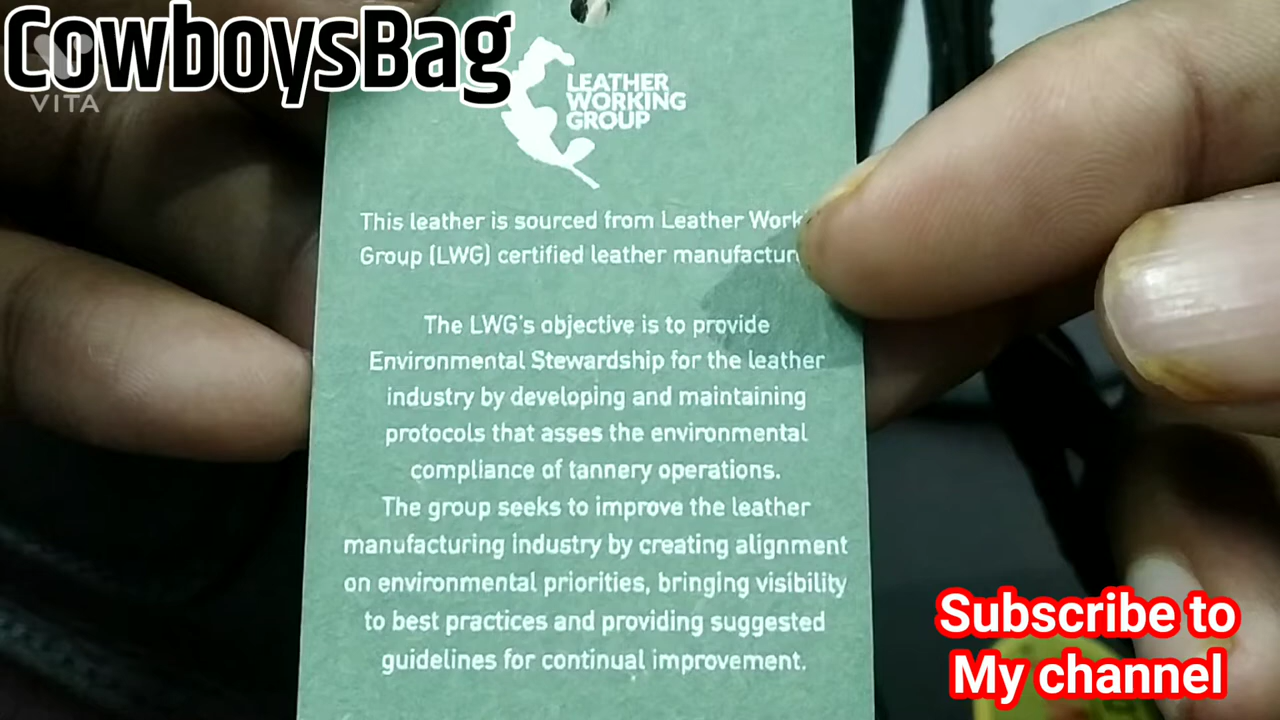 CowboysBag
VITA
LEATHER
WORKING
GROUP
This leather is sourced from Leather
Group (LWG) certified leather
The LWG's objective is to provide
Environmental Stewardship for the leather
industry by developing and maintaining
protocols that asses the environmental
compliance of tannery operations.
The group seeks to improve the leather
manufacturing industry by creating alignment
on environmental priorities, bringing visibility
to best practices and providing suggested
guidelines for continual improvement.
Subscribe to
My channel